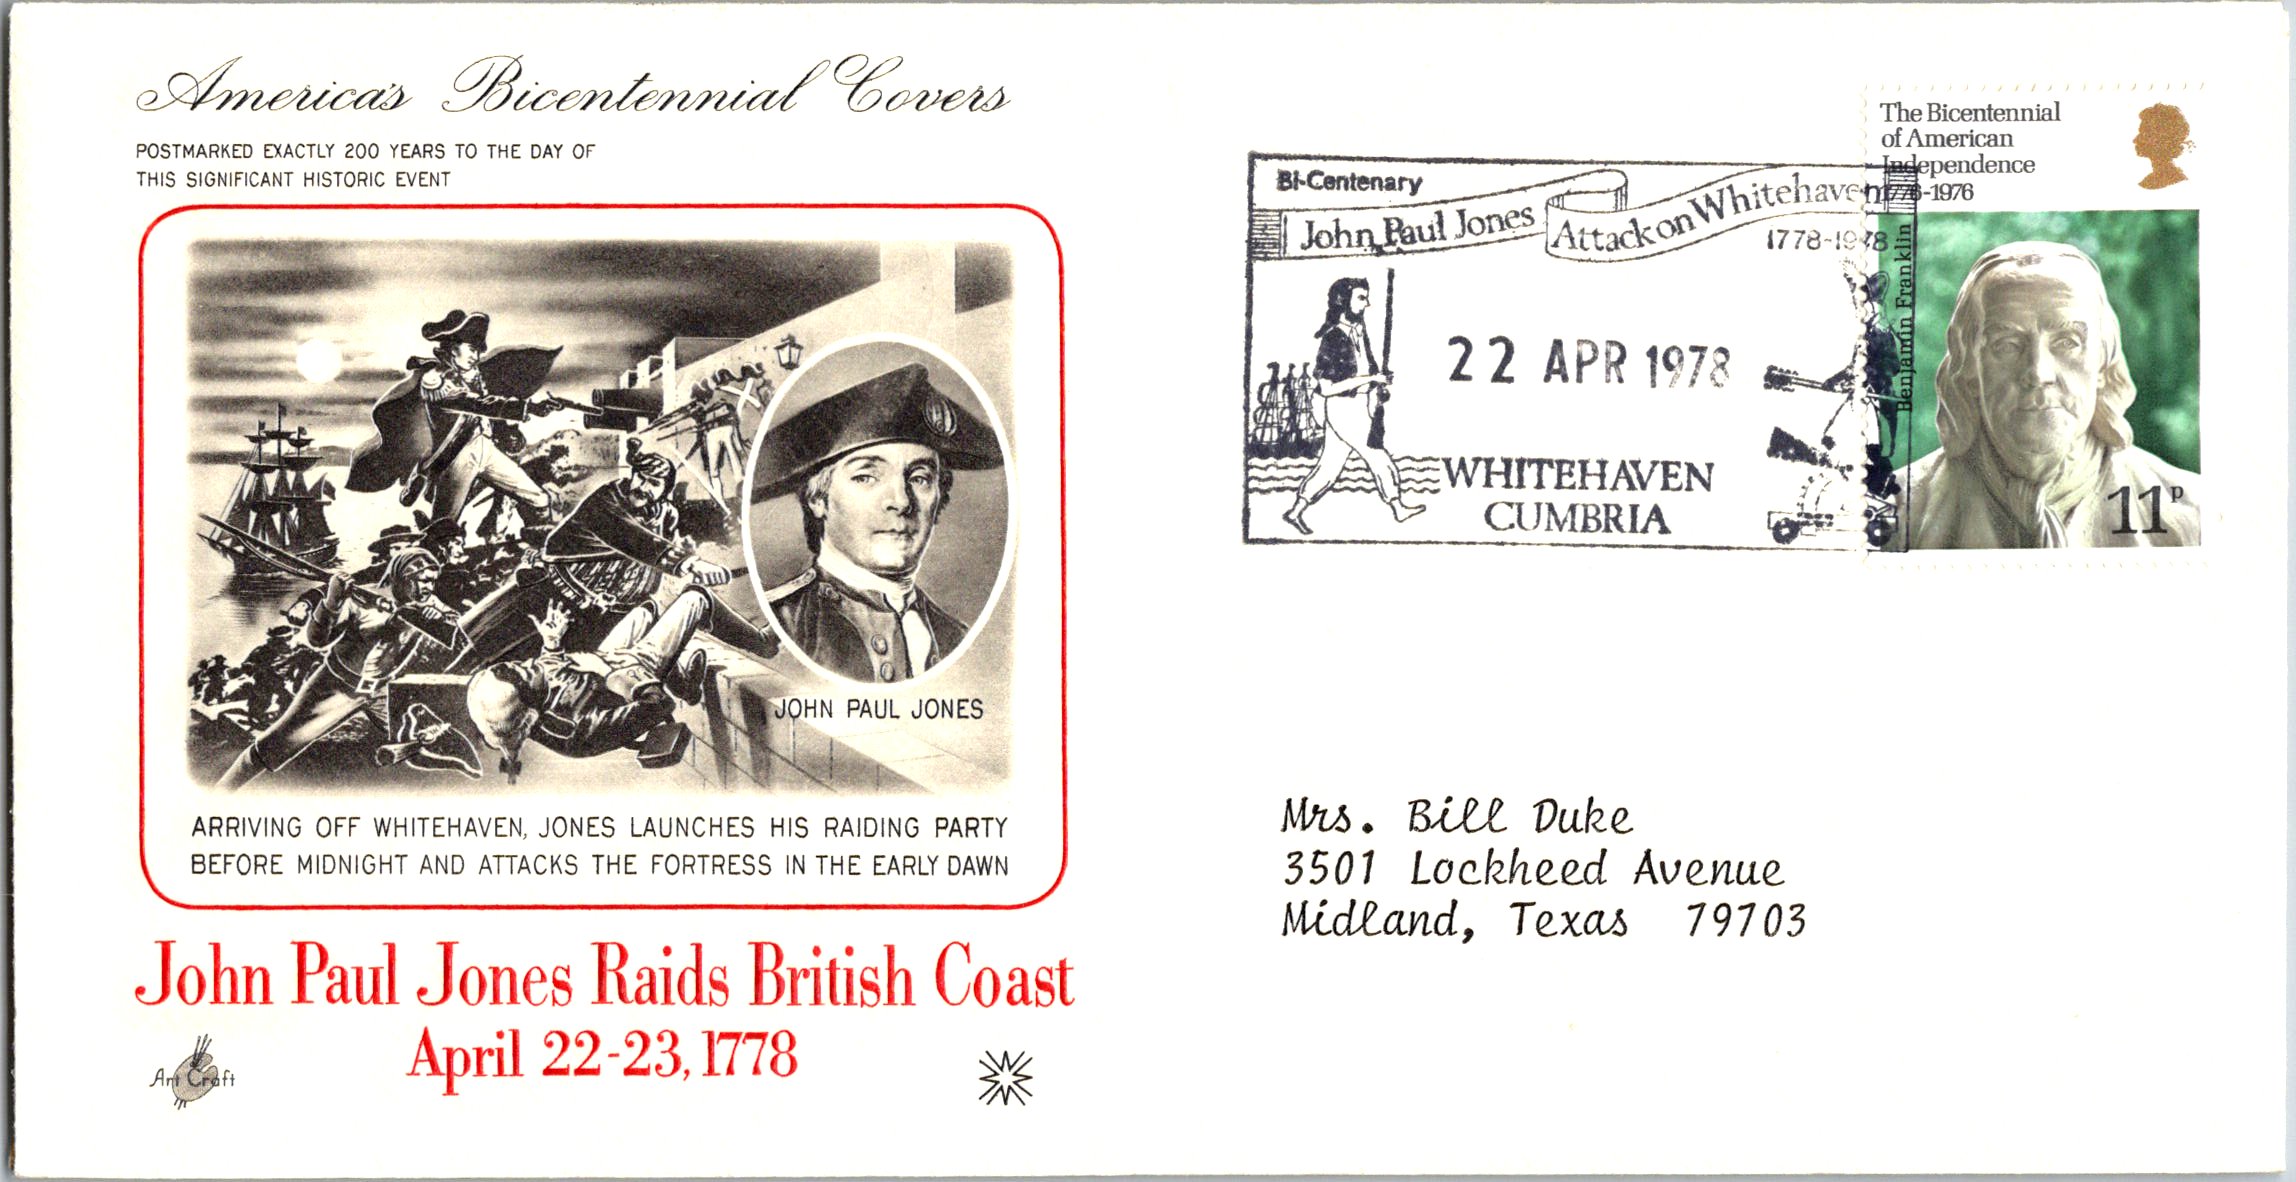 America's Bicentennial Covers
POSTMARKED EXACTLY 200 YEARS TO THE DAY OF
THIS SIGNIFICANT HISTORIC EVENT
JOHN PAUL JONES
ARRIVING OFF WHITEHAVEN, JONES LAUNCHES HIS RAIDING PARTY
BEFORE MIDNIGHT AND ATTACKS THE FORTRESS IN THE EARLY DAWN
John Paul Jones Raids British Coast
April 22-23, 1778
Art Craft
Bi-Centenary
John Paul Jones Attack on Whitehaven
1778-1978
22 APR 1978
WHITEHAVEN
CUMBRIA
The Bicentennial
of American
Independence
1776-1976
Benjamin Franklin
11p
Mrs. Bill Duke
3501 Lockheed Avenue
Midland, Texas 79703